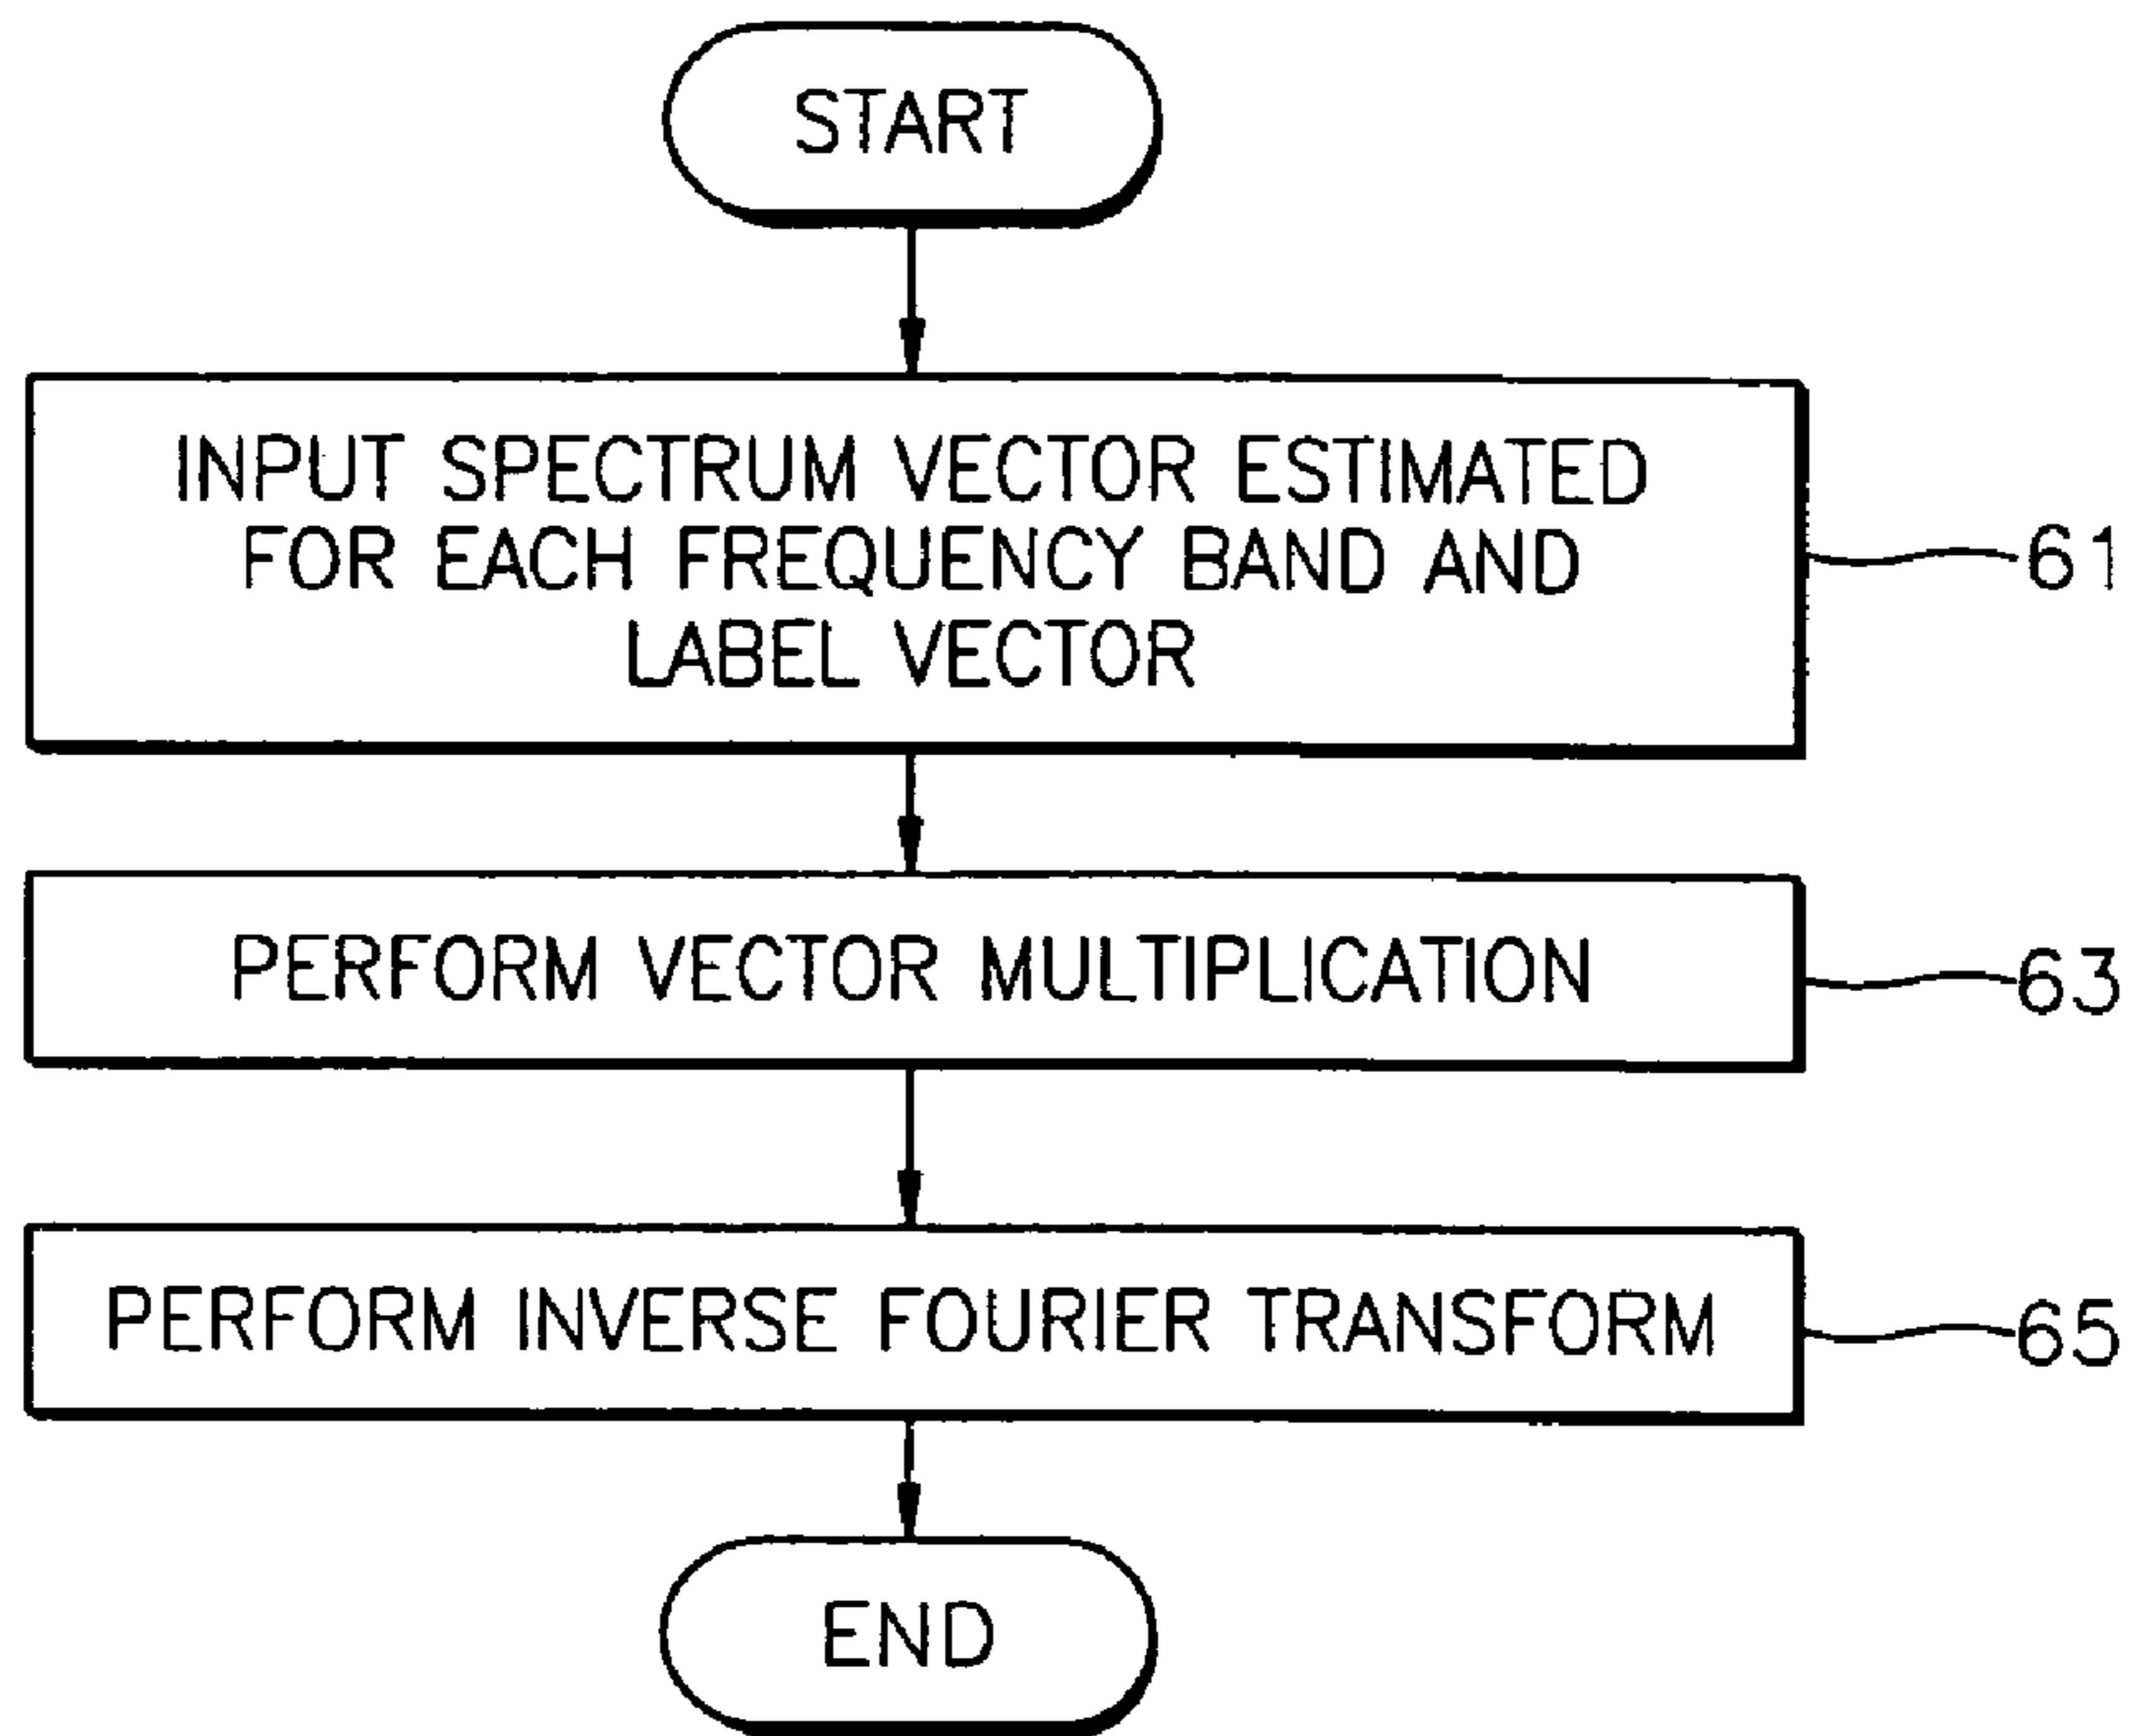 START
INPUT SPECTRUM VECTOR ESTIMATED
FOR EACH FREQUENCY BAND AND
LABEL VECTOR
61
PERFORM VECTOR MULTIPLICATION
63
PERFORM INVERSE FOURIER TRANSFORM
65
END